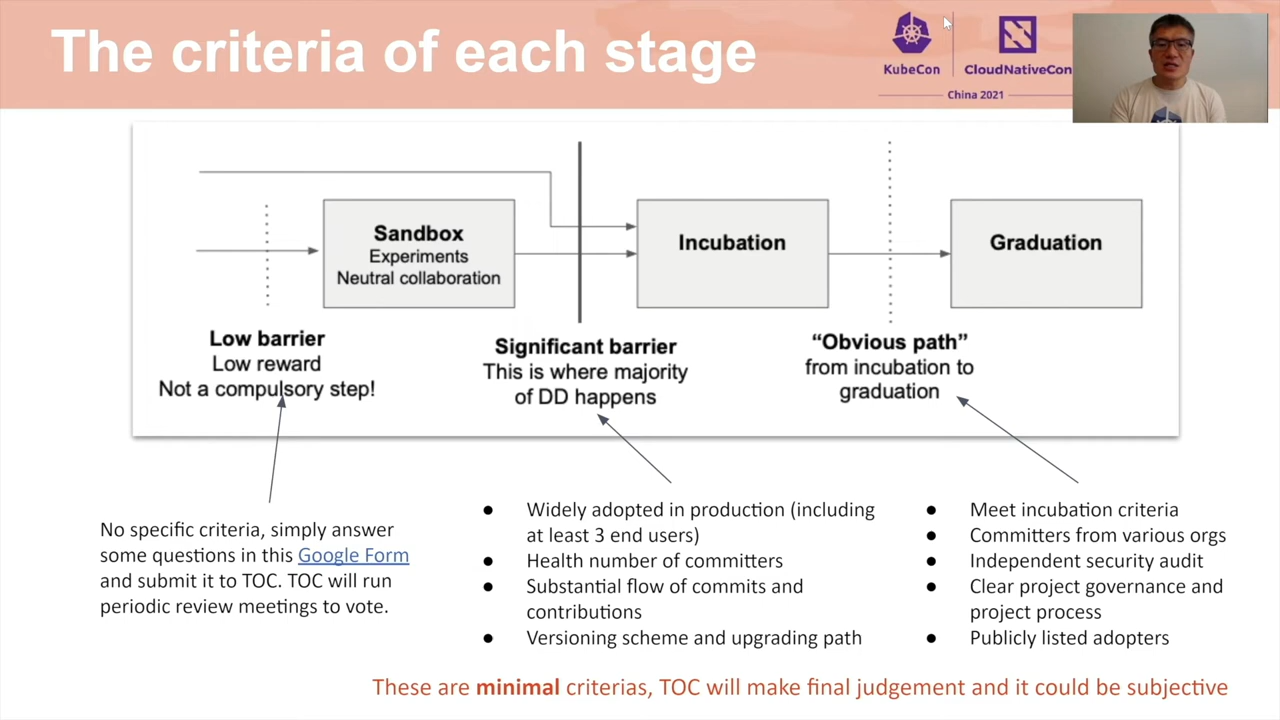 The criteria of each stage
KubeCon
CloudNativeCon
China 2021
Sandbox
Experiments
Neutral collaboration
Incubation
Graduation
Low barrier
Low reward
Not a compulsory step!
Significant barrier
This is where majority
of DD happens
“Obvious path”
from incubation to
graduation
No specific criteria, simply answer
some questions in this Google Form
and submit it to TOC. TOC will run
periodic review meetings to vote.
● Widely adopted in production (including
at least 3 end users)
● Health number of committers
● Substantial flow of commits and
contributions
● Versioning scheme and upgrading path
● Meet incubation criteria
● Committers from various orgs
● Independent security audit
● Clear project governance and
project process
● Publicly listed adopters
These are minimal criterias, TOC will make final judgement and it could be subjective